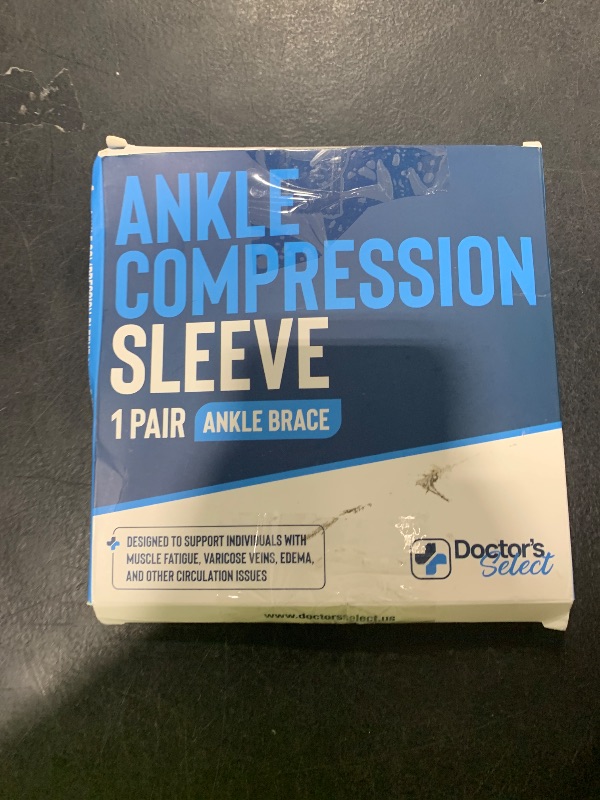 ANKLE
COMPRESSION
SLEEVE
1 PAIR ANKLE BRACE
DESIGNED TO SUPPORT INDIVIDUALS WITH
MUSCLE FATIGUE, VARICOSE VEINS, EDEMA,
AND OTHER CIRCULATION ISSUES
Doctor's
Select
www.doctorsselect.us